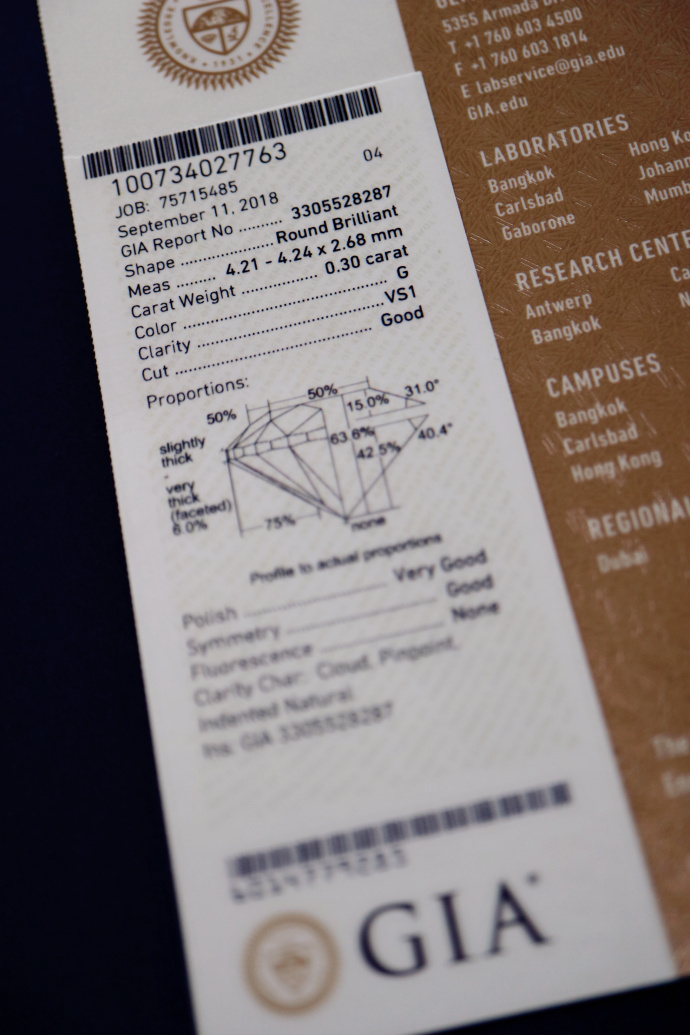 5355 Armada
T +1 760 603 4500
F +1 760 603 1814
E labservice@gia.edu
GIA.edu
LABORATORIES
Bangkok
Carlsbad
Gaborone
Hong Ko
Johann
Mumb
RESEARCH CENTE
Antwerp
Bangkok
Ca
N
CAMPUSES
Bangkok
Carlsbad
Hong Kong
REGIONAL
Dubai
The
1931
100734027763
04
JOB: 75715485
September 11, 2018
GIA Report No ......... 3305528287
Shape ...................... Round Brilliant
Meas ........ 4.21 - 4.24 x 2.68 mm
Carat Weight ..................... 0.30 carat
Color ..................................................... G
Clarity ................................................ VS1
Cut .................................................. Good
Proportions:
50%
50%
15.0%
31.0°
slightly
thick
-
very
thick
(faceted)
6.0%
63.6%
42.5%
40.4°
75%
none
Profile to actual proportions
Polish .............................. Very Good
Symmetry .............................. Good
Fluorescence .............................. None
Clarity Char: Cloud, Pinpoint,
Indented Natural
Ins: GIA 3305528287
GIA